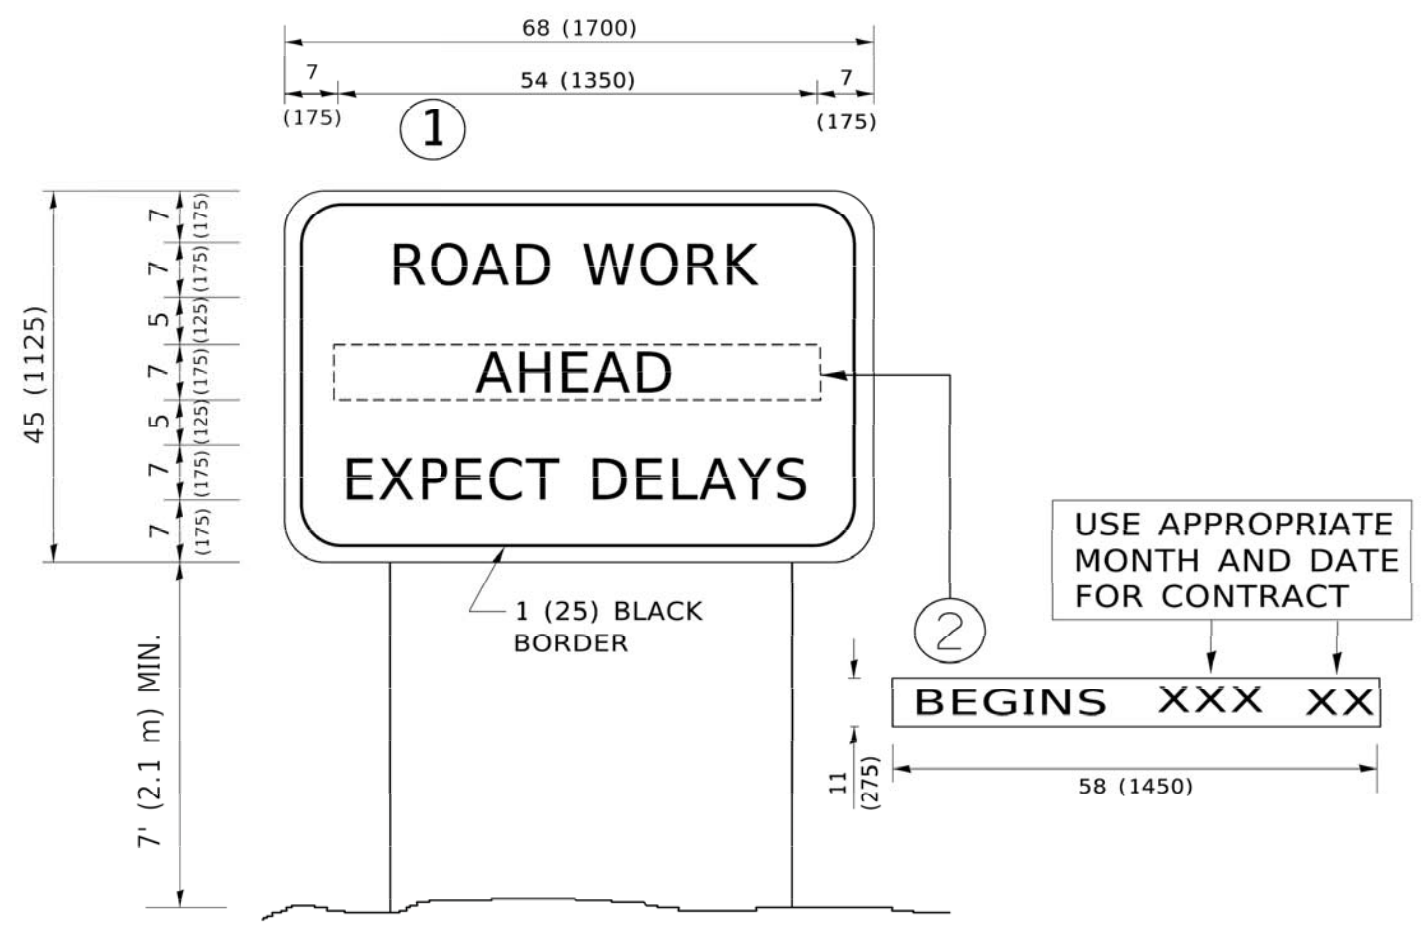 68 (1700)
7
54 (1350)
7
(175)
(175)
1
7 (175)
7 (175)
5 (125)
7 (175)
5 (125)
7 (175)
7 (175)
45 (1125)
ROAD WORK
AHEAD
EXPECT DELAYS
1 (25) BLACK
BORDER
7' (2.1 m) MIN.
2
USE APPROPRIATE
MONTH AND DATE
FOR CONTRACT
BEGINS XXX XX
11
(275)
58 (1450)